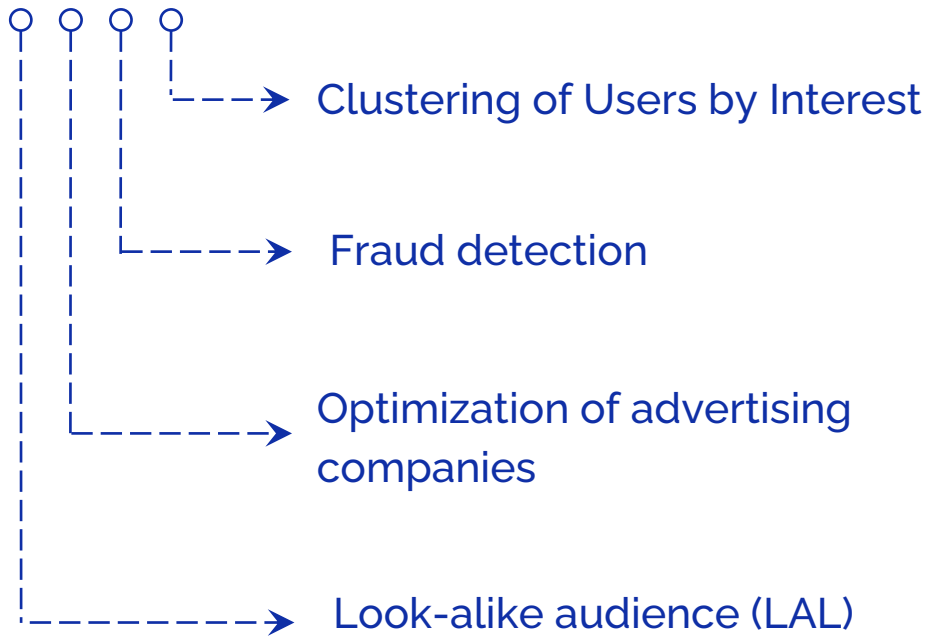 Clustering of Users by Interest
Fraud detection
Optimization of advertising
companies
Look-alike audience (LAL)